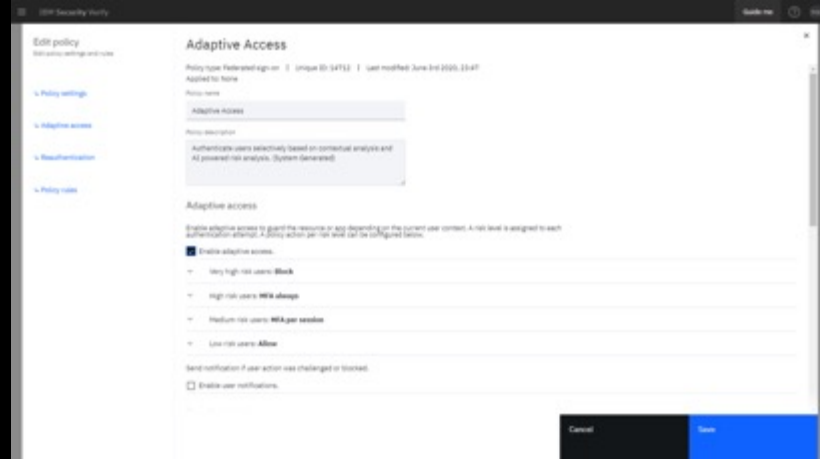 IBM Security Verify
Guide me
Edit policy
Edit policy settings and rules
Policy settings
Adaptive access
Reauthentication
Policy rules
Adaptive Access
Policy type: Federated sign-on | Unique ID: 14712 | Last modified: June 3rd 2020, 23:47
Applied to: None
Policy name
Adaptive Access
Policy description
Authenticate users selectively based on contextual analysis and
AI powered risk analysis. (System Generated)
Adaptive access
Enable adaptive access to guard the resource or app depending on the current user context. A risk level is assigned to each
authentication attempt. A policy action per risk level can be configured below.
Enable adaptive access.
Very high risk users: Block
High risk users: MFA always
Medium risk users: MFA per session
Low risk users: Allow
Send notification if user action was challenged or blocked.
Enable user notifications.
Cancel
Save